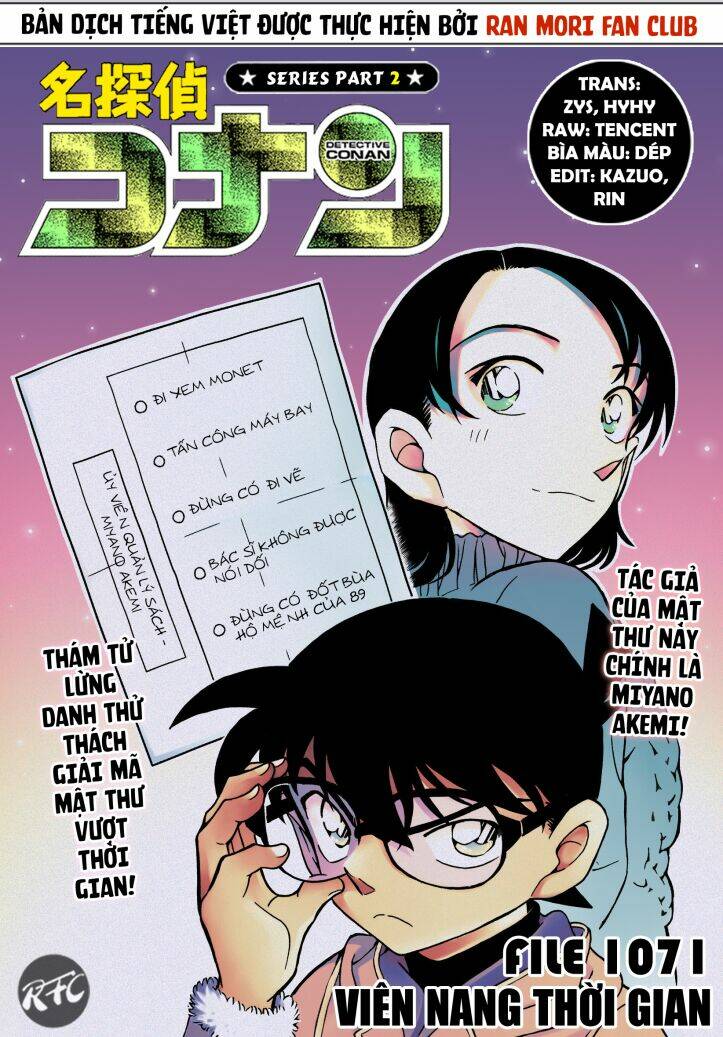 BẢN DỊCH TIẾNG VIỆT ĐƯỢC THỰC HIỆN BỞI RAN MORI FAN CLUB
★ SERIES PART 2 ★
名探偵
コナン
DETECTIVE
CONAN
TRANS:
ZYS, HYHY
RAW: TENCENT
BÌA MÀU: DÉP
EDIT: KAZUO,
RIN
ĐI XEM MONET
TẤN CÔNG MÁY BAY
ĐỪNG CÓ ĐI VẼ
BÁC SĨ KHÔNG ĐƯỢC
NÓI DỐI
ĐỪNG CÓ ĐỐT BÙA
HỘ MỆNH CỦA 89
ỦY VIÊN QUẢN LÝ SÁCH -
MIYANO AKEMI
TÁC GIẢ
CỦA MẬT
THƯ NÀY
CHÍNH LÀ
MIYANO
AKEMI!
THÁM TỬ
LỪNG
DANH THỬ
THÁCH
GIẢI MÃ
MẬT THƯ
VƯỢT
THỜI
GIAN!
FILE 1071
VIÊN NANG THỜI GIAN
RFC